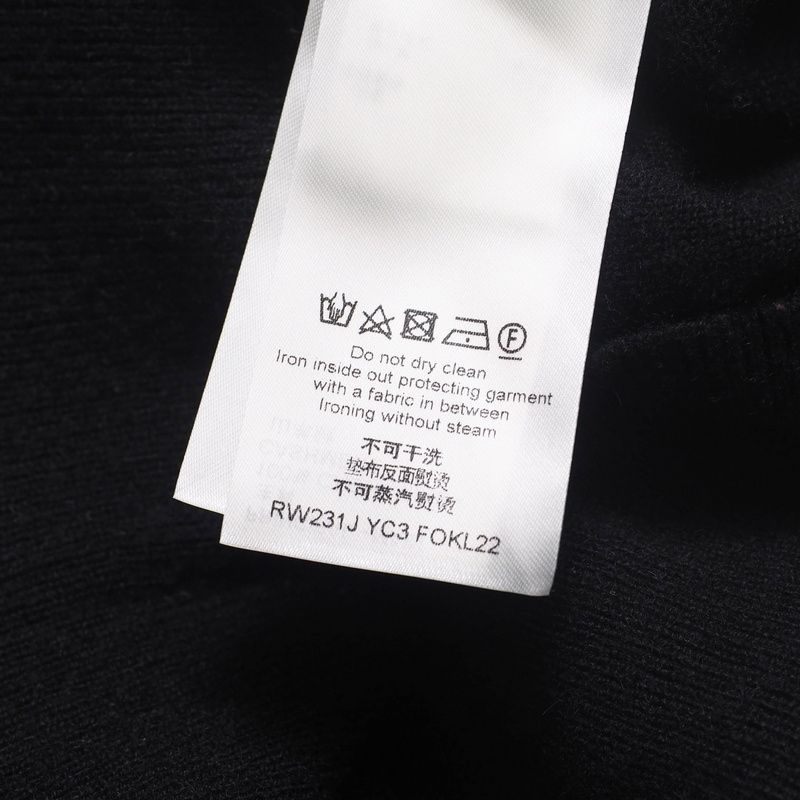 F
Do not dry clean
Iron inside out protecting garment
with a fabric in between
Ironing without steam
不可干洗
垫布反面熨烫
不可蒸汽熨烫
RW231J YC3 FOKL22